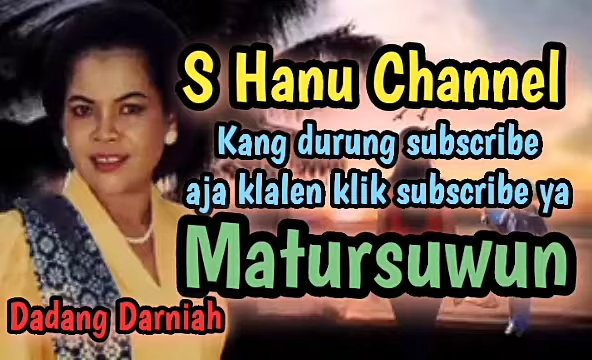 S Hanu Channel
Kang durung subscribe
aja klalen klik subscribe ya
Matursuwun
Dadang Darniah